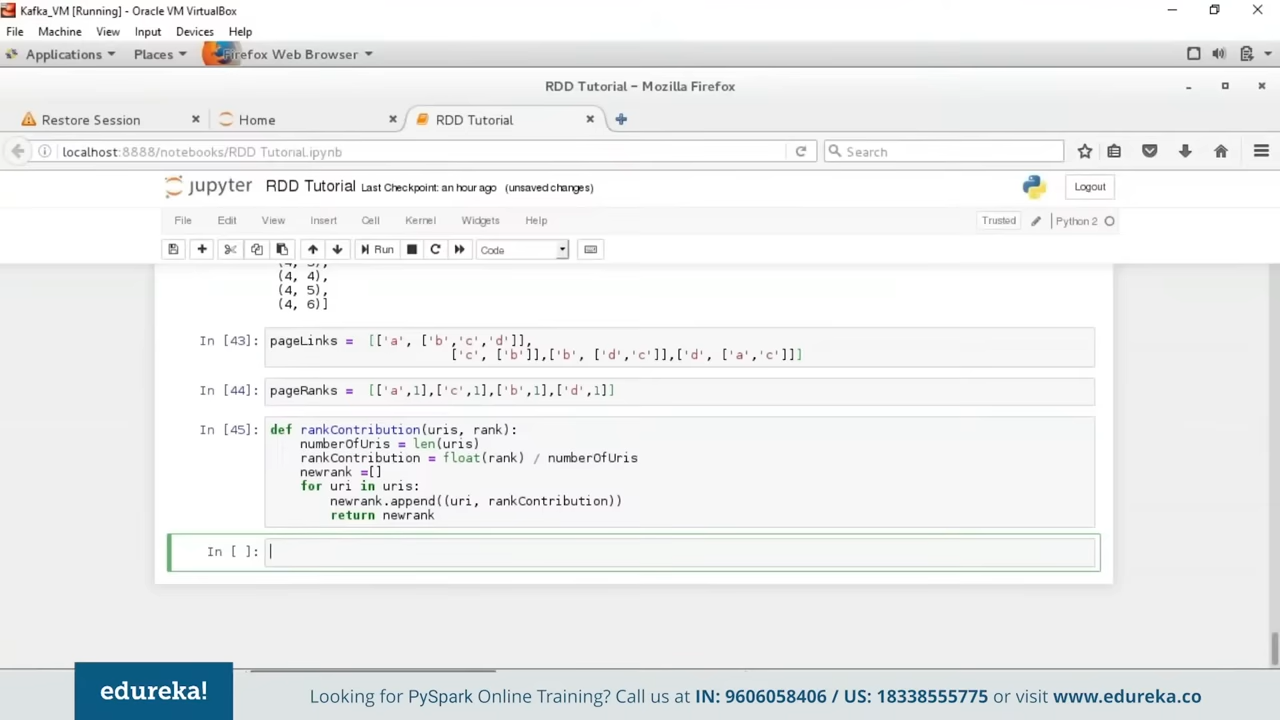 Kafka_VM [Running] - Oracle VM VirtualBox
File Machine View Input Devices Help
Applications Places Firefox Web Browser
RDD Tutorial – Mozilla Firefox
Restore Session Home RDD Tutorial
localhost:8888/notebooks/RDD Tutorial.ipynb Search
jupyter RDD Tutorial Last Checkpoint: an hour ago (unsaved changes) Logout
File Edit View Insert Cell Kernel Widgets Help Trusted Python 2
Run Code
(4, 4),
(4, 5),
(4, 6)]
In [43]: pageLinks = [['a', ['b','c','d']],
['c', ['b']],['b', ['d','c']],['d', ['a','c']]]
In [44]: pageRanks = [['a',1],['c',1],['b',1],['d',1]]
In [45]: def rankContribution(uris, rank):
numberOfUris = len(uris)
rankContribution = float(rank) / numberOfUris
newrank =[]
for uri in uris:
newrank.append((uri, rankContribution))
return newrank
In [ ]:
edureka! Looking for PySpark Online Training? Call us at IN: 9606058406 / US: 18338555775 or visit www.edureka.co